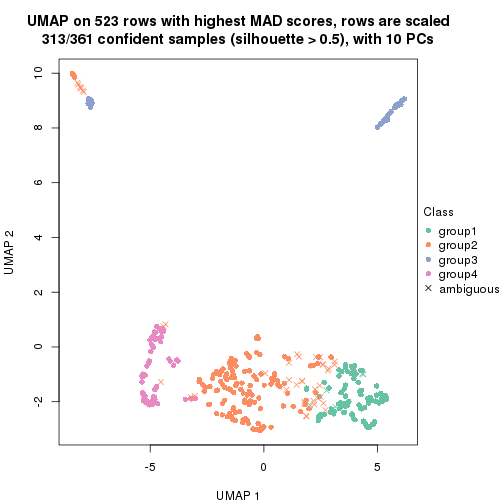 UMAP on 523 rows with highest MAD scores, rows are scaled
313/361 confident samples (silhouette > 0.5), with 10 PCs
10
8
6
4
2
0
-2
-5
0
5
UMAP 2
UMAP 1
Class
group1
group2
group3
group4
ambiguous